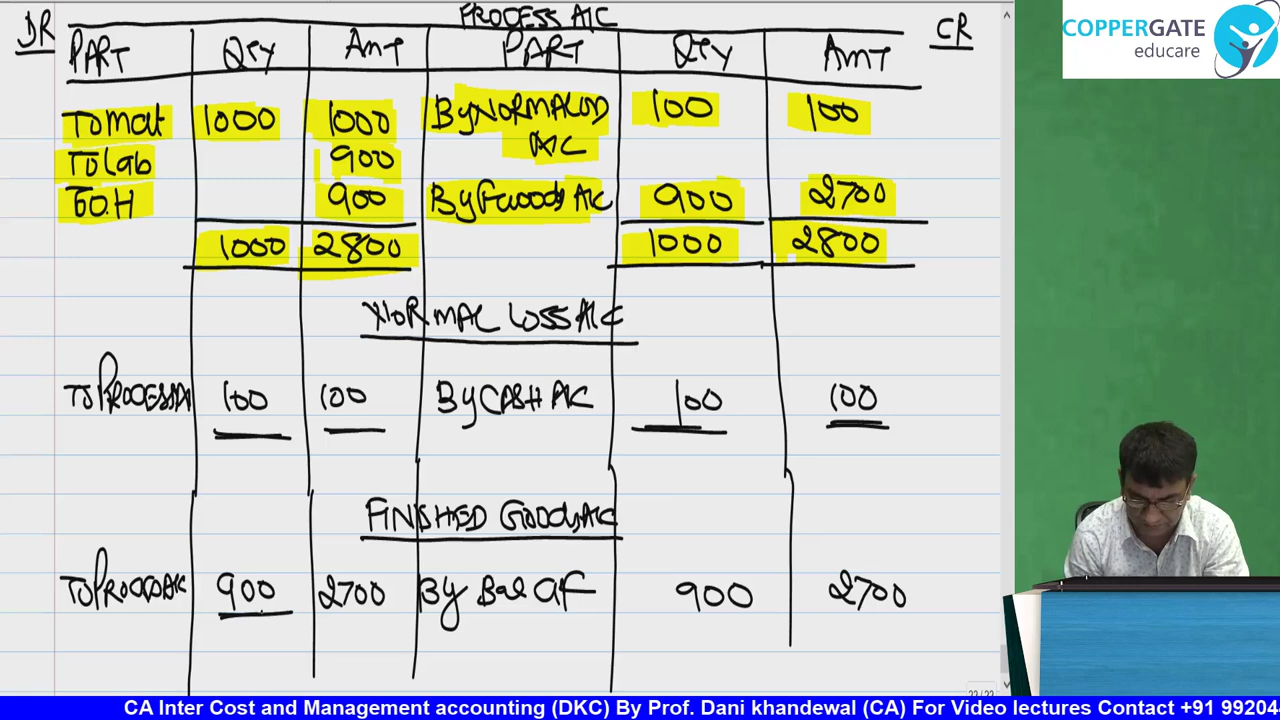 PROCESS A/C
DR CR
PART QTY AMT PART QTY AMT
To mat 1000 1000 By NORMAL 100 100
A/C
To Lab 900
To O.H 900 By F Goods A/C 900 2700
1000 2800 1000 2800
NORMAL LOSS A/C
To PROCESS A/C 100 100 By CASH A/C 100 100
FINISHED GOODS A/C
To Process A/C 900 2700 By Bal C/F 900 2700
COPPERGATE
educare
CA Inter Cost and Management accounting (DKC) By Prof. Dani khandewal (CA) For Video lectures Contact +91 99204